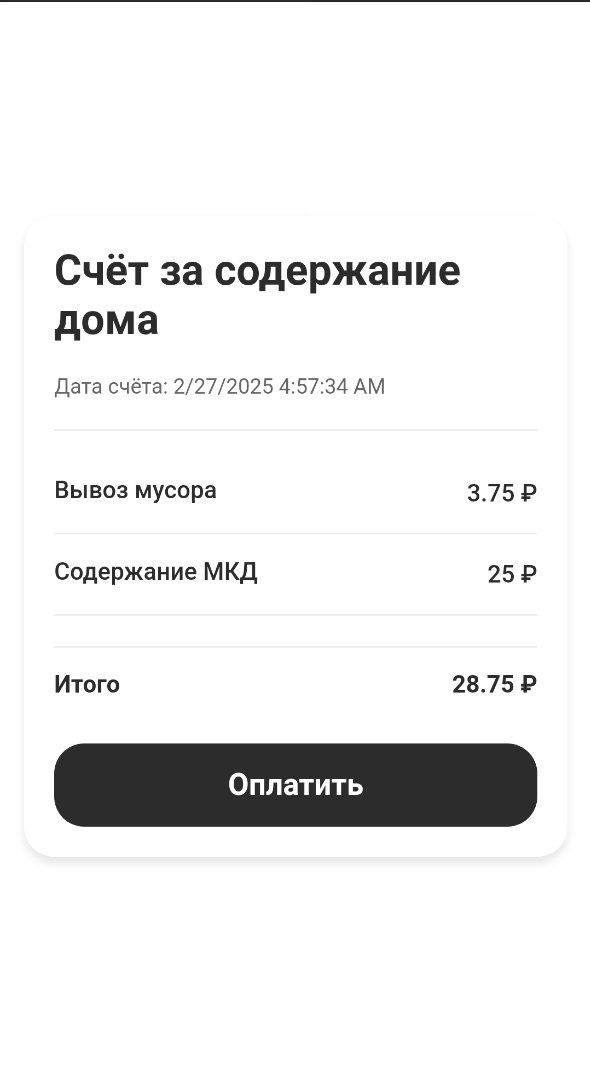 Счёт за содержание
дома
Дата счёта: 2/27/2025 4:57:34 AM
Вывоз мусора 3.75 ₽
Содержание МКД 25 ₽
Итого 28.75 ₽
Оплатить